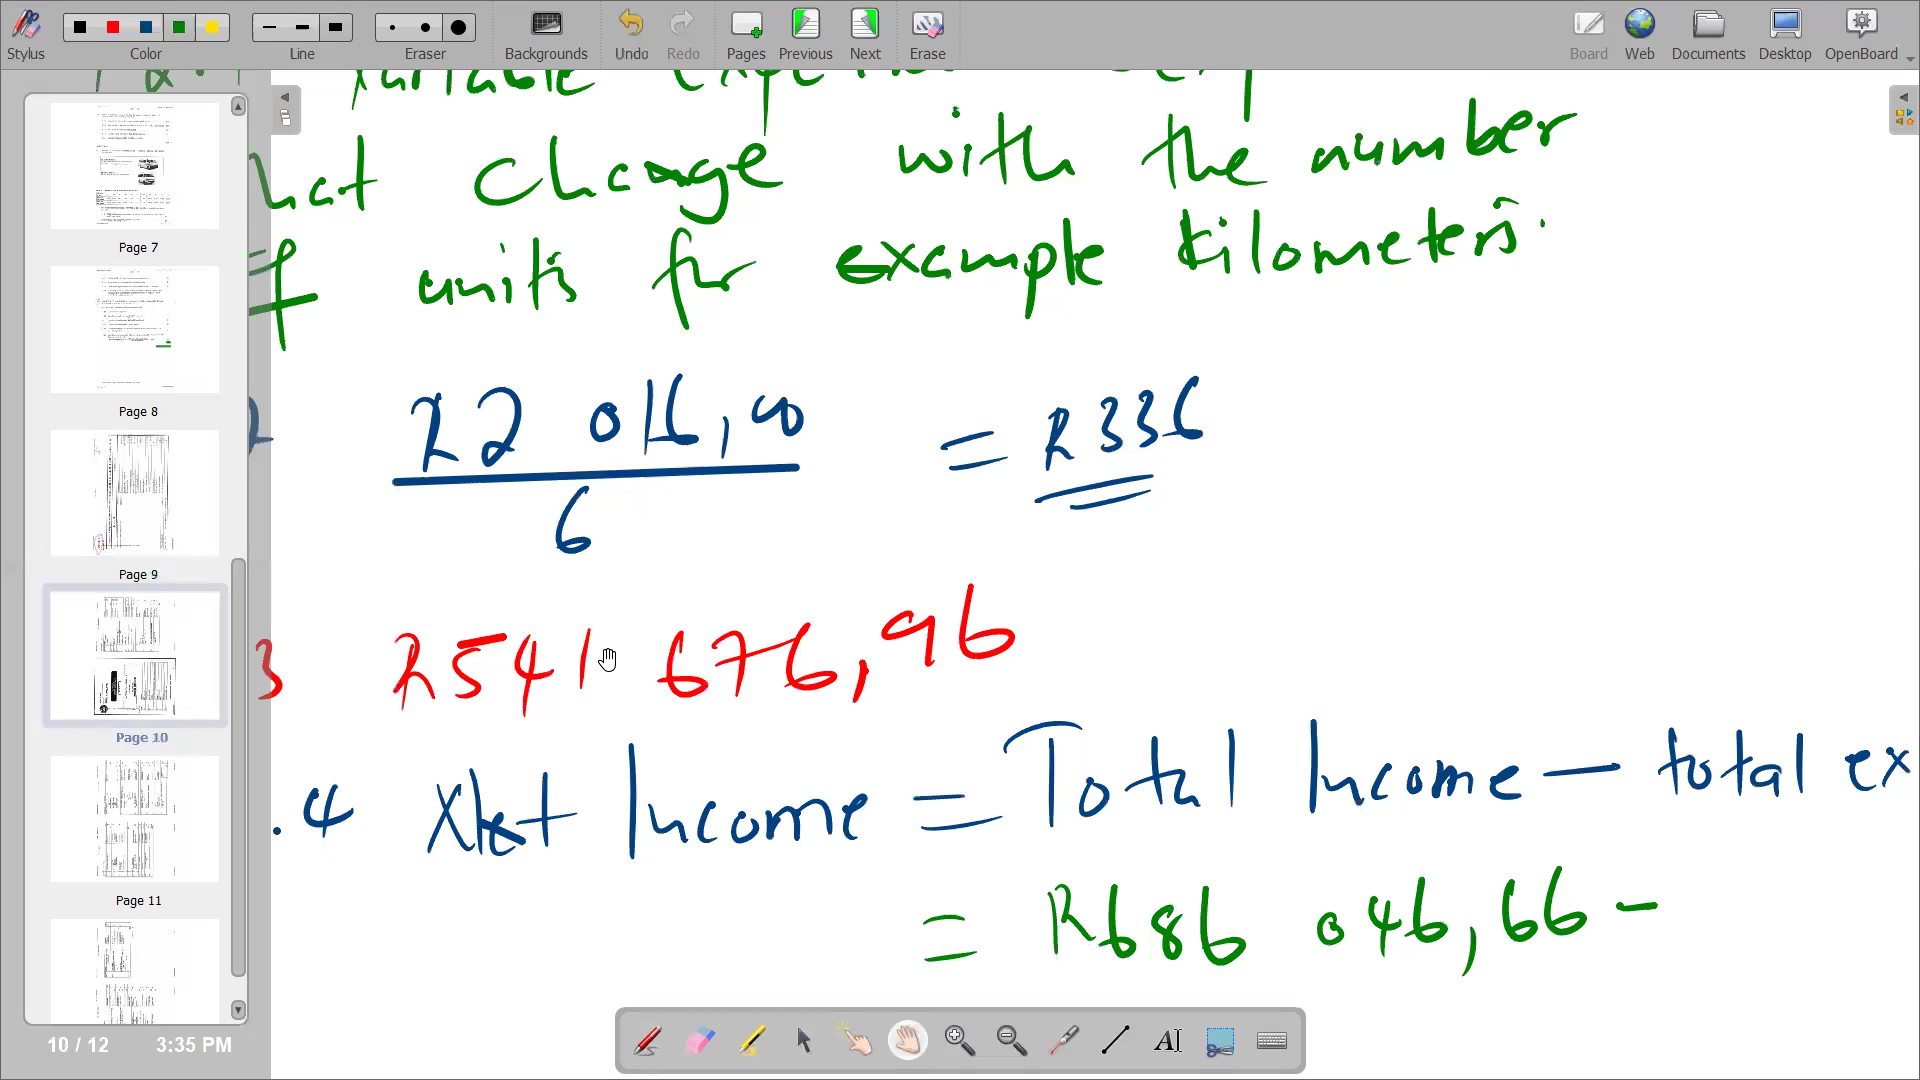 Stylus Color Line Eraser Backgrounds Undo Redo Pages Previous Next Erase Board Web Documents Desktop OpenBoard
hat change with the number
of units for example kilometers.
R2 016,00 = R336
6
3 R541 676,96
.4 Net Income = Total Income - total ex
= R686 046,66 -
Page 7
Page 8
Page 9
Page 10
Page 11
10 / 12 3:35 PM